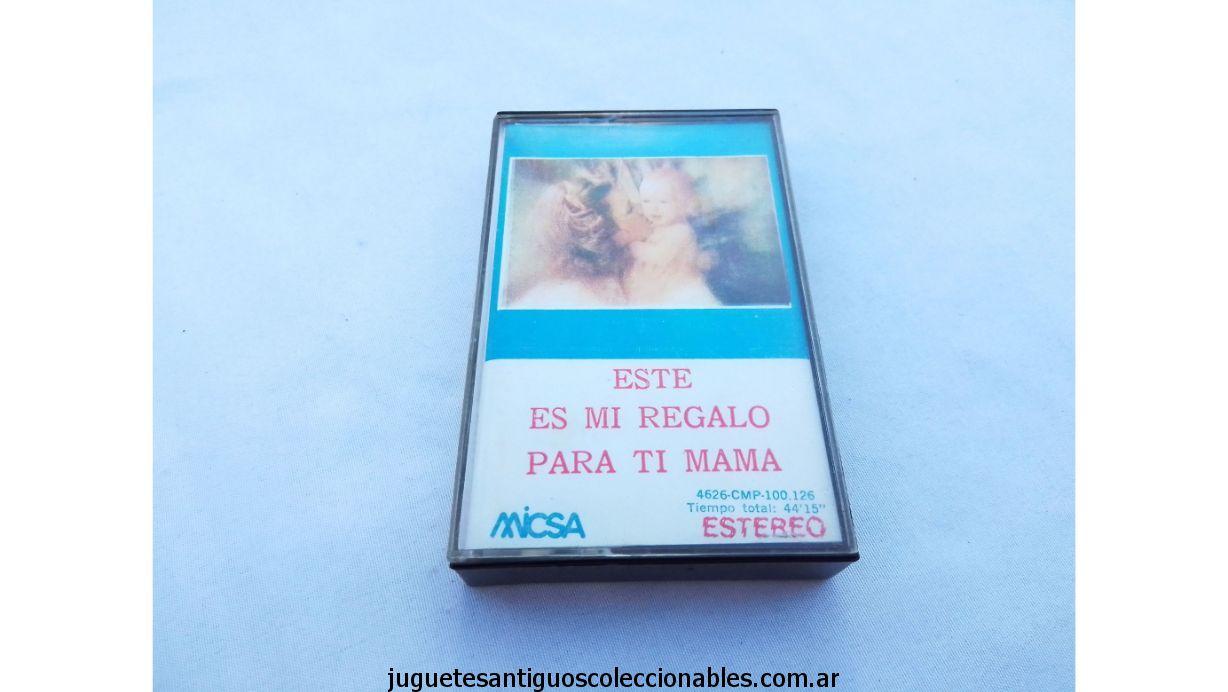 ESTE
ES MI REGALO
PARA TI MAMA
4626-CMP-100.126
Tiempo total: 44'15"
MICSA ESTEREO
juguetesantiguoscoleccionables.com.ar